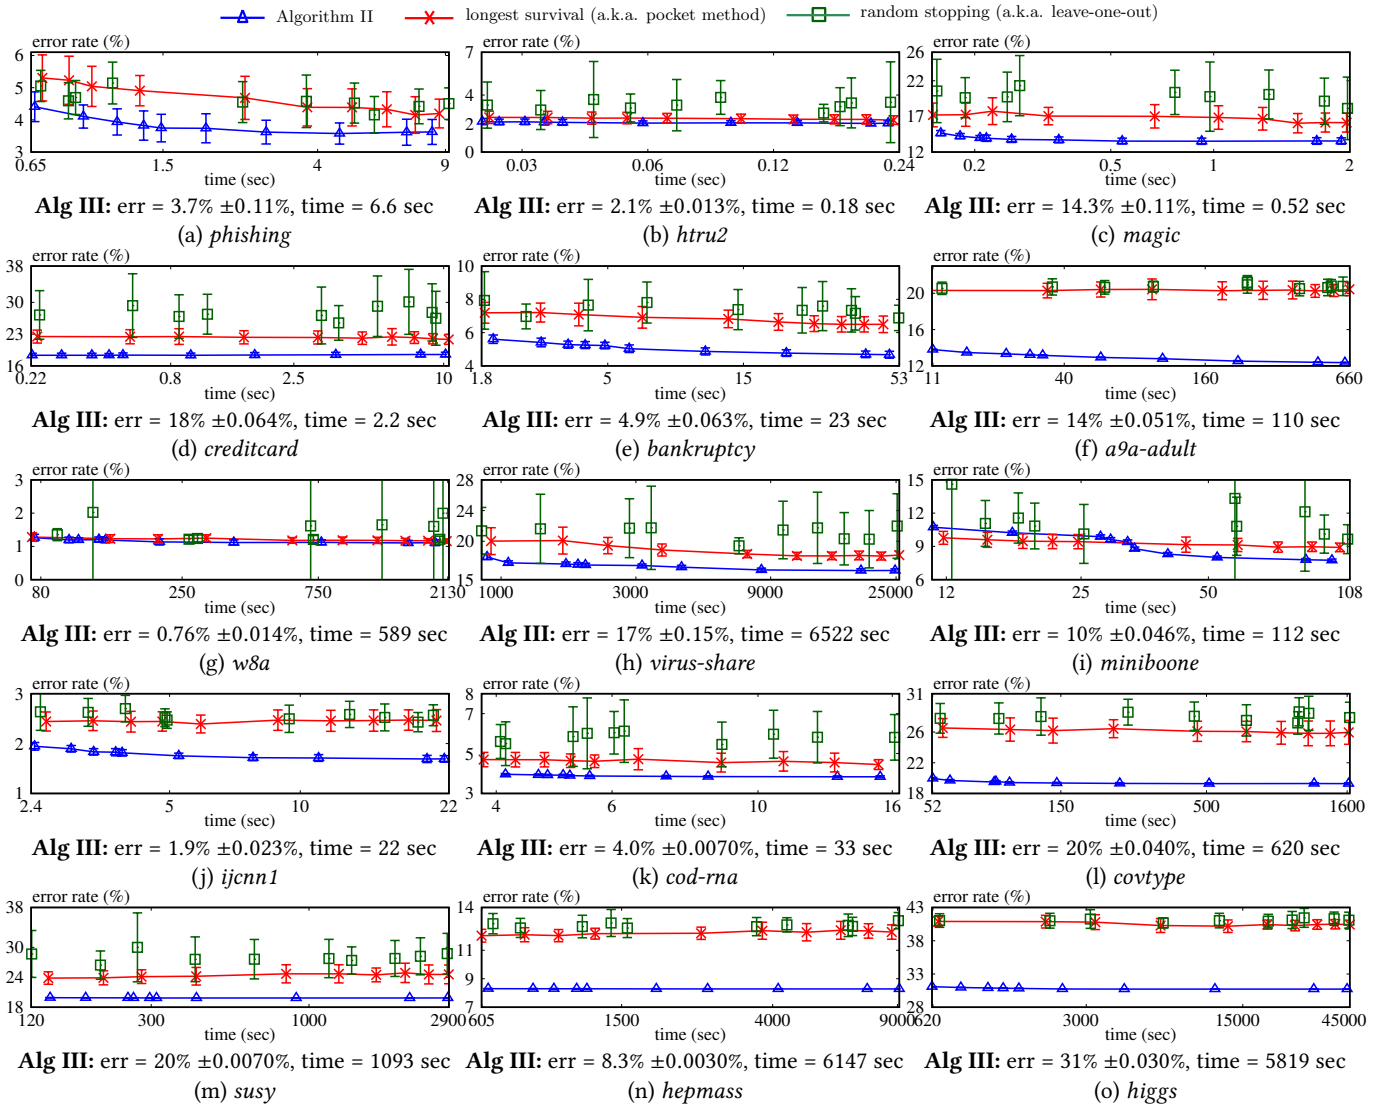 Algorithm II longest survival (a.k.a. pocket method) random stopping (a.k.a. leave-one-out)
error rate (%) error rate (%) error rate (%)
6 5 4 3
0.65 1.5 4 9
time (sec)
7 4 2 0
0.03 0.06 0.12 0.24
time (sec)
26 22 17 12
0.2 0.5 1 2
time (sec)
Alg III: err = 3.7% ±0.11%, time = 6.6 sec
(a) phishing
Alg III: err = 2.1% ±0.013%, time = 0.18 sec
(b) htru2
Alg III: err = 14.3% ±0.11%, time = 0.52 sec
(c) magic
error rate (%) error rate (%) error rate (%)
38 30 23 16
0.22 0.8 2.5 10
time (sec)
10 8 6 4
1.8 5 15 53
time (sec)
20 16 12
11 40 160 660
time (sec)
Alg III: err = 18% ±0.064%, time = 2.2 sec
(d) creditcard
Alg III: err = 4.9% ±0.063%, time = 23 sec
(e) bankruptcy
Alg III: err = 14% ±0.051%, time = 110 sec
(f) a9a-adult
error rate (%) error rate (%) error rate (%)
3 2 1 0
80 250 750 2130
time (sec)
28 24 20 15
1000 3000 9000 25000
time (sec)
15 12 9 6
12 25 50 108
time (sec)
Alg III: err = 0.76% ±0.014%, time = 589 sec
(g) w8a
Alg III: err = 17% ±0.15%, time = 6522 sec
(h) virus-share
Alg III: err = 10% ±0.046%, time = 112 sec
(i) miniboone
error rate (%) error rate (%) error rate (%)
3 2 1
2.4 5 10 22
time (sec)
8 7 5 3
4 6 10 16
time (sec)
31 26 22 18
52 150 500 1600
time (sec)
Alg III: err = 1.9% ±0.023%, time = 22 sec
(j) ijcnn1
Alg III: err = 4.0% ±0.0070%, time = 33 sec
(k) cod-rna
Alg III: err = 20% ±0.040%, time = 620 sec
(l) covtype
error rate (%) error rate (%) error rate (%)
38 30 24 18
120 300 1000 2900
time (sec)
14 11 9 7
605 1500 4000 9000
time (sec)
43 38 33 28
620 3000 15000 45000
time (sec)
Alg III: err = 20% ±0.0070%, time = 1093 sec
(m) susy
Alg III: err = 8.3% ±0.0030%, time = 6147 sec
(n) hepmass
Alg III: err = 31% ±0.030%, time = 5819 sec
(o) higgs